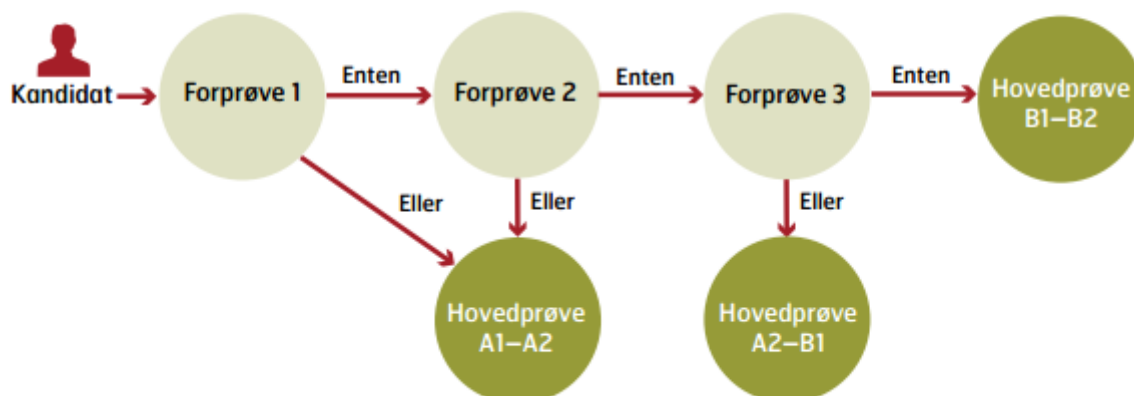 Kandidat
Forprøve 1
Enten
Forprøve 2
Enten
Forprøve 3
Enten
Hovedprøve
B1–B2
Eller
Eller
Eller
Hovedprøve
A1–A2
Hovedprøve
A2–B1